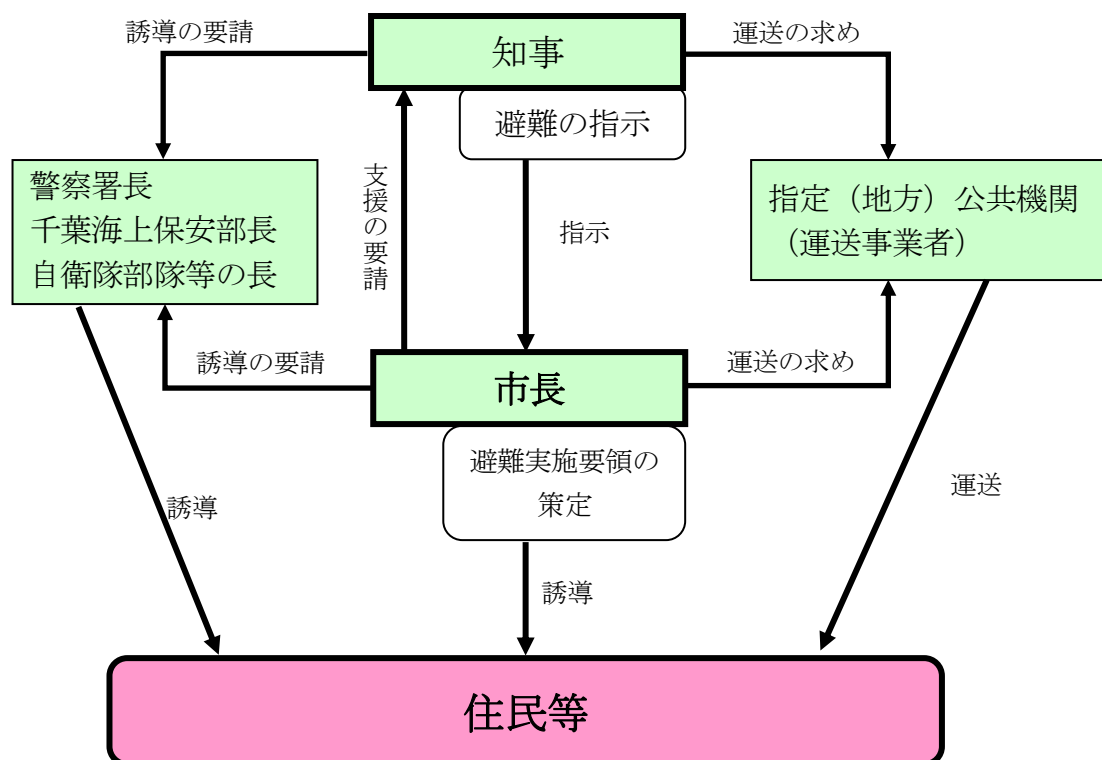 誘導の要請
知事
運送の求め
避難の指示
警察署長
千葉海上保安部長
自衛隊部隊等の長
支援の要請
指示
指定（地方）公共機関
（運送事業者）
誘導の要請
市長
運送の求め
避難実施要領の
策定
誘導
運送
誘導
住民等